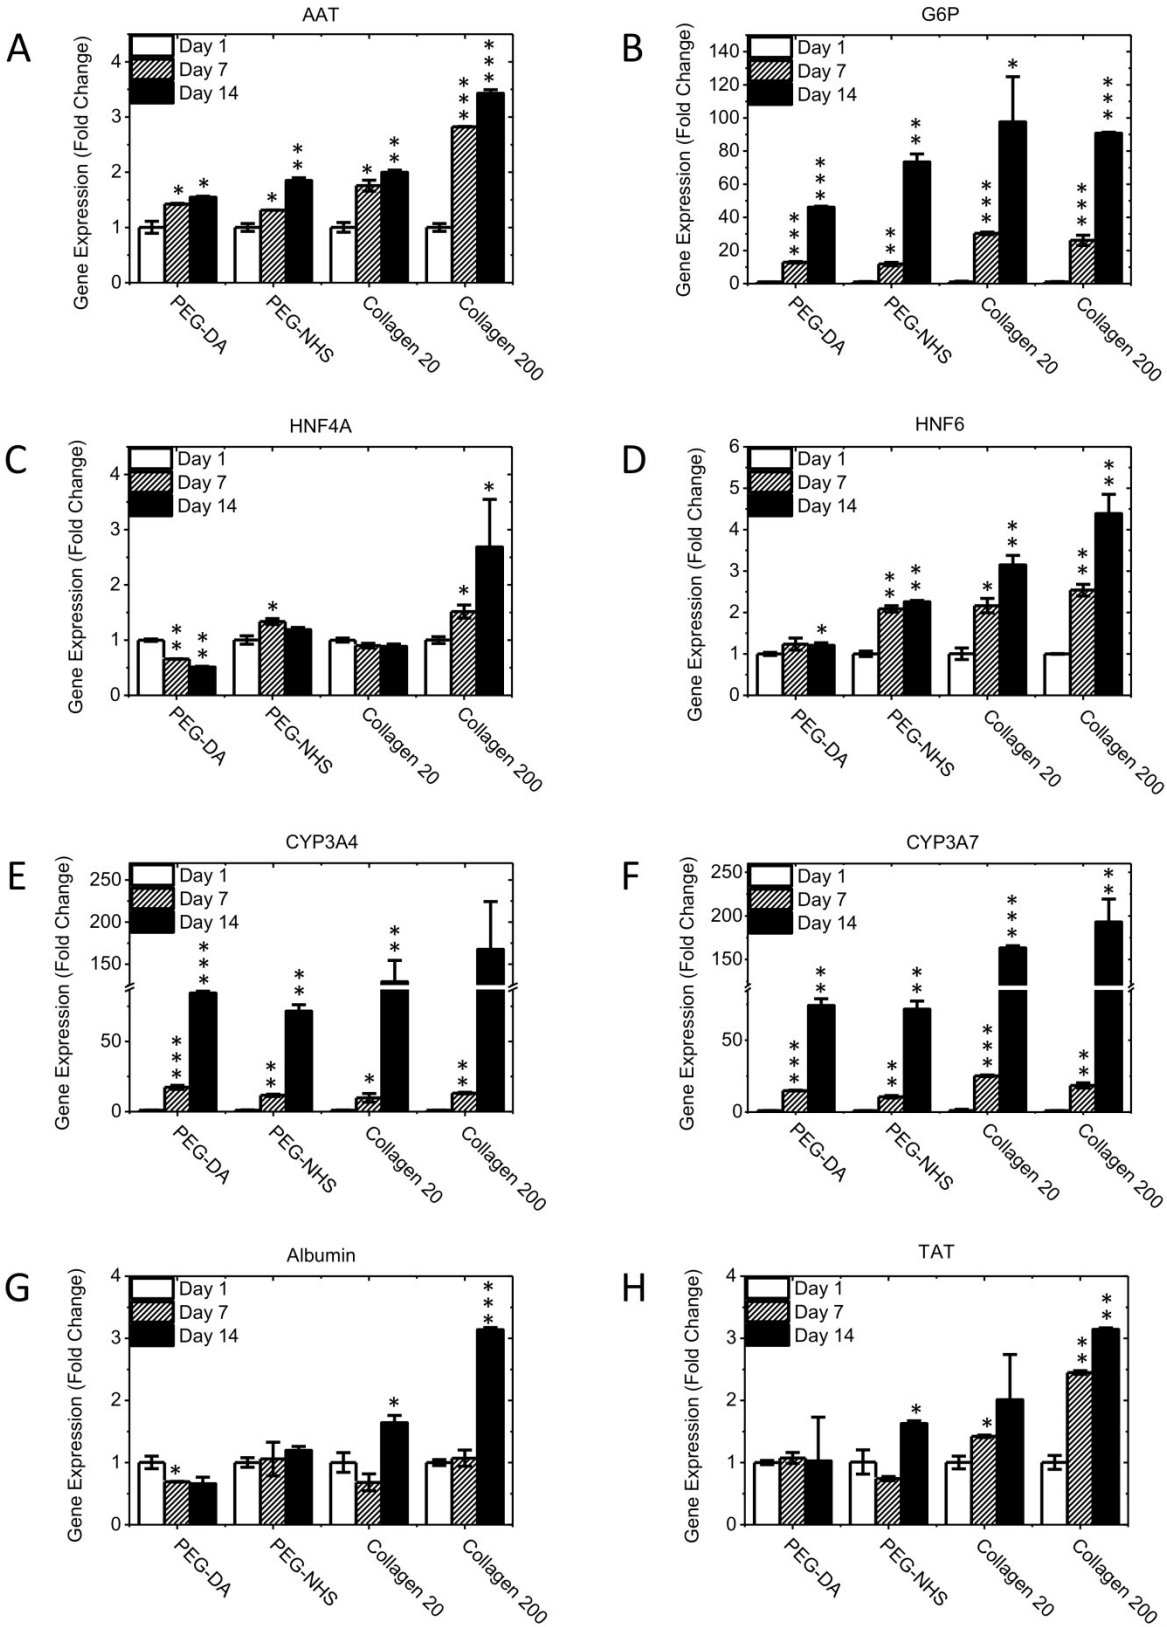 A
AAT
Gene Expression (Fold Change)
4
3
2
1
0
Day 1
Day 7
Day 14
* * * ** * ** *** ***
PEG-DA
PEG-NHS
Collagen 20
Collagen 200
B
G6P
Gene Expression (Fold Change)
140
120
100
80
60
40
20
0
Day 1
Day 7
Day 14
*** *** ** ** *** * *** ***
PEG-DA
PEG-NHS
Collagen 20
Collagen 200
C
HNF4A
Gene Expression (Fold Change)
4
3
2
1
0
Day 1
Day 7
Day 14
** ** * * *
PEG-DA
PEG-NHS
Collagen 20
Collagen 200
D
HNF6
Gene Expression (Fold Change)
6
5
4
3
2
1
0
Day 1
Day 7
Day 14
* ** ** * ** ** **
PEG-DA
PEG-NHS
Collagen 20
Collagen 200
E
CYP3A4
Gene Expression (Fold Change)
250
200
150
50
0
Day 1
Day 7
Day 14
*** *** ** ** * ** **
PEG-DA
PEG-NHS
Collagen 20
Collagen 200
F
CYP3A7
Gene Expression (Fold Change)
250
200
150
50
0
Day 1
Day 7
Day 14
*** ** ** ** *** *** ** **
PEG-DA
PEG-NHS
Collagen 20
Collagen 200
G
Albumin
Gene Expression (Fold Change)
4
3
2
1
0
Day 1
Day 7
Day 14
* * ***
PEG-DA
PEG-NHS
Collagen 20
Collagen 200
H
TAT
Gene Expression (Fold Change)
4
3
2
1
0
Day 1
Day 7
Day 14
* * ** **
PEG-DA
PEG-NHS
Collagen 20
Collagen 200